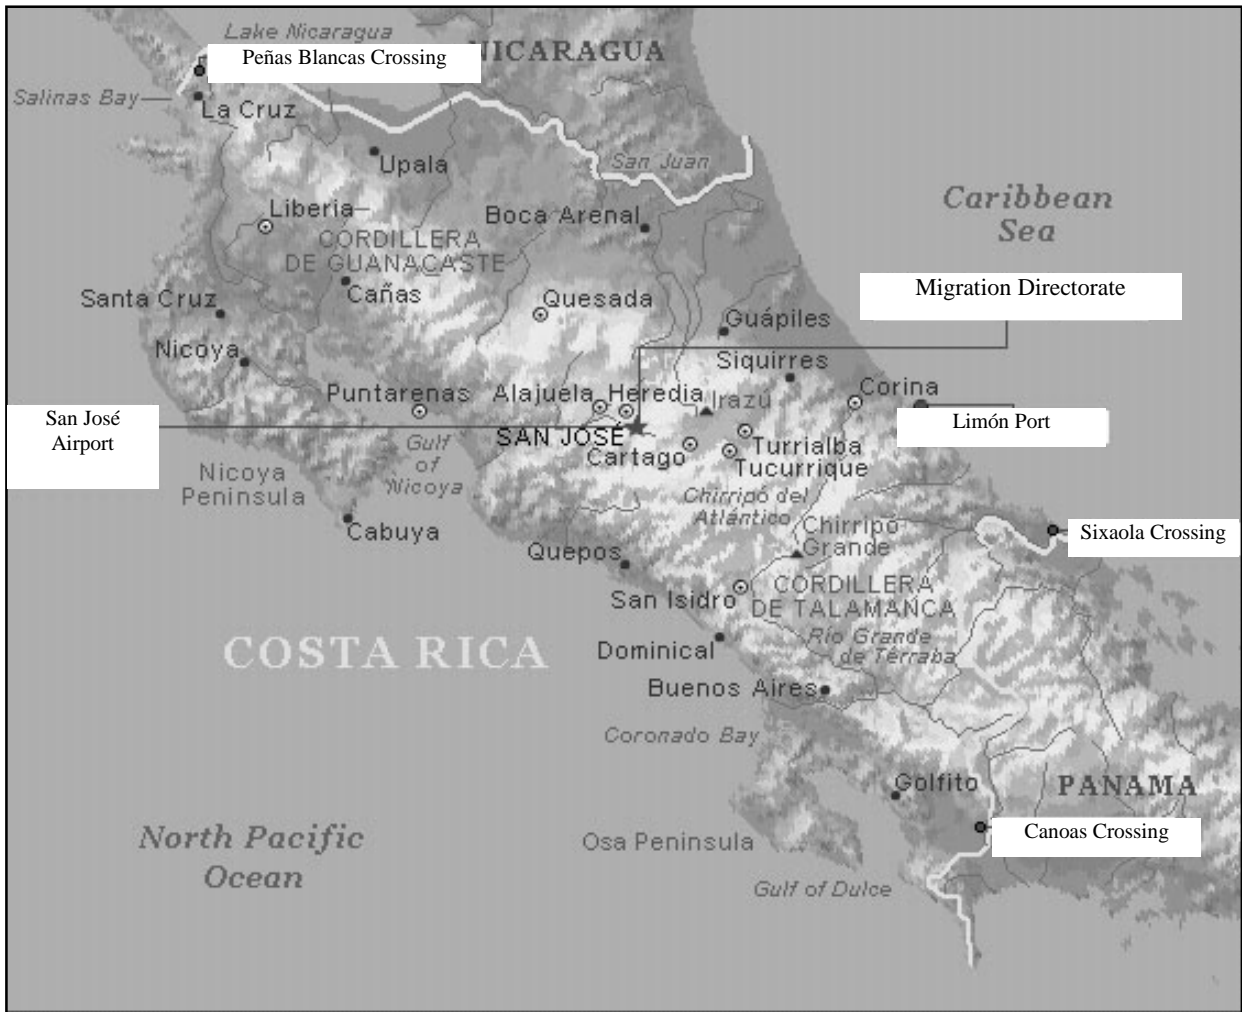 Lake Nicaragua
NICARAGUA
Peñas Blancas Crossing
Salinas Bay
La Cruz
Upala
San Juan
Liberia
Boca Arenal
Caribbean
Sea
CORDILLERA
DE GUANACASTE
Cañas
Santa Cruz
Quesada
Migration Directorate
Guápiles
Nicoya
Siquirres
Puntarenas
Alajuela
Heredia
Irazú
Corina
San José
Airport
SAN JOSÉ
Limón Port
Gulf
of
Nicoya
Cartago
Turrialba
Tucurrique
Nicoya
Peninsula
Chirripó del
Atlántico
Cabuya
Chirripó
Grande
Sixaola Crossing
Quepos
San Isidro
CORDILLERA
DE TALAMANCA
COSTA RICA
Dominical
Río Grande
de Térraba
Buenos Aires
Coronado Bay
Golfito
PANAMA
North Pacific
Ocean
Osa Peninsula
Canoas Crossing
Gulf of Dulce